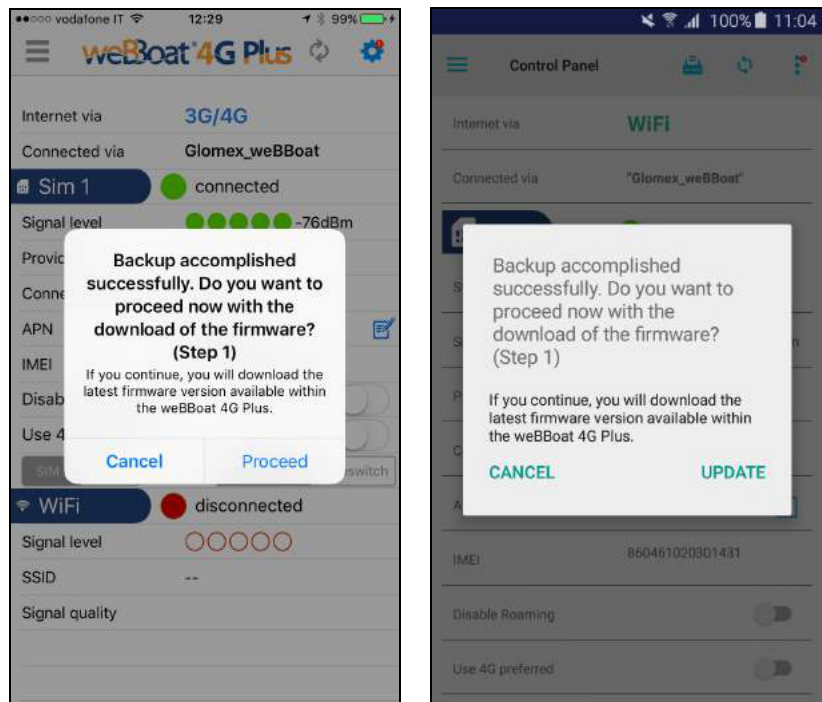 vodafone IT 12:29 99%
weBBoat 4G Plus
Internet via 3G/4G
Connected via Glomex_weBBoat
Sim 1 connected
Signal level -76dBm
Provid
Conne
APN
IMEI
Disab
Use 4
SIM switch
Backup accomplished
successfully. Do you want to
proceed now with the
download of the firmware?
(Step 1)
If you continue, you will download the
latest firmware version available within
the weBBoat 4G Plus.
Cancel Proceed
WiFi disconnected
Signal level
SSID --
Signal quality
100% 11:04
Control Panel
Internet via WiFi
Connected via "Glomex_weBBoat"
S
S n
P
C
A
Backup accomplished
successfully. Do you want to
proceed now with the
download of the firmware?
(Step 1)
If you continue, you will download the
latest firmware version available within
the weBBoat 4G Plus.
CANCEL UPDATE
IMEI 860461020301431
Disable Roaming
Use 4G preferred